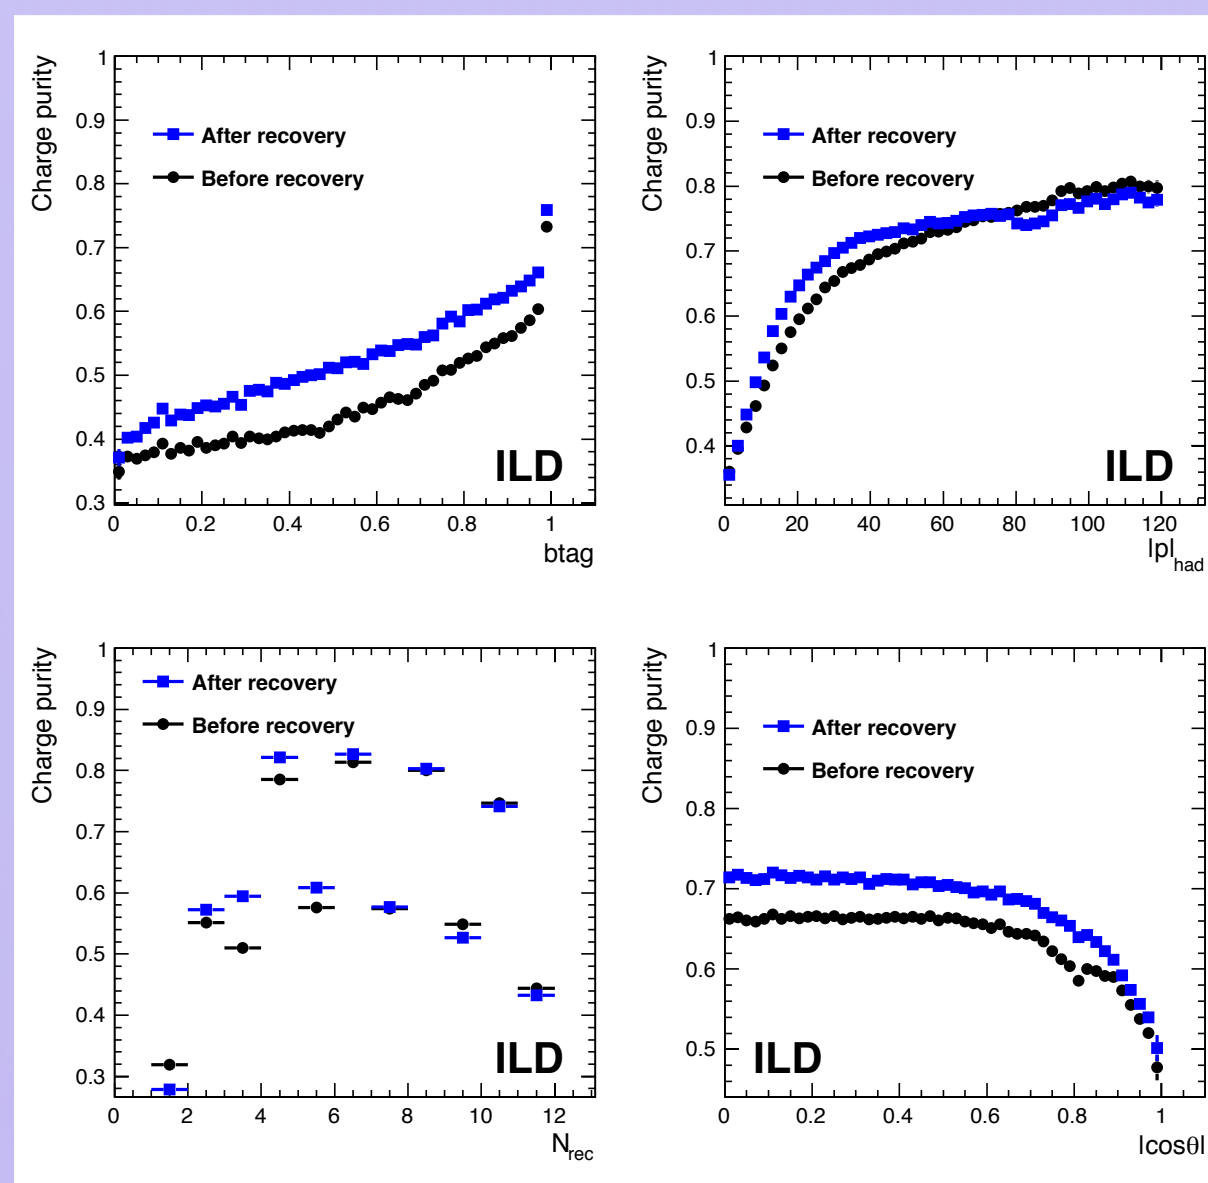 Charge purity
1
0.9
0.8
0.7
0.6
0.5
0.4
0.3
After recovery
Before recovery
ILD
0 0.2 0.4 0.6 0.8 1
btag
Charge purity
1
0.9
0.8
0.7
0.6
0.5
0.4
After recovery
Before recovery
ILD
0 20 40 60 80 100 120
|p|had
Charge purity
1
0.9
0.8
0.7
0.6
0.5
0.4
0.3
After recovery
Before recovery
ILD
0 2 4 6 8 10 12
Nrec
Charge purity
1
0.9
0.8
0.7
0.6
0.5
After recovery
Before recovery
ILD
0 0.2 0.4 0.6 0.8 1
|cosθ|